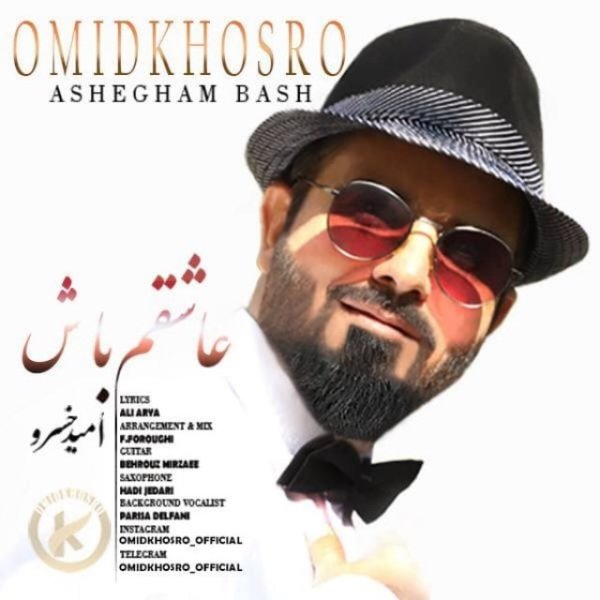 OMIDKHOSRO
ASHEGHAM BASH
عاشقم باش
امید خسرو
LYRICS
ALI ARYA
ARRANGEMENT & MIX
F.FOROUGHI
GUITAR
BEHROUZ MIRZAEE
SAXOPHONE
HADI JEDARI
BACKGROUND VOCALIST
PARISA DELFANI
INSTAGRAM
OMIDKHOSRO_OFFICIAL
TELEGRAM
OMIDKHOSRO_OFFICIAL